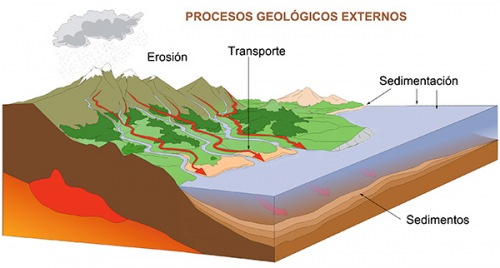 PROCESOS GEOLÓGICOS EXTERNOS
Erosión
Transporte
Sedimentación
Sedimentos